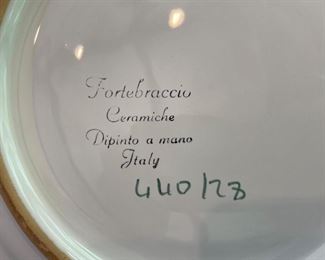 Fortebraccio
Ceramiche
Dipinto a mano
Italy
440/28